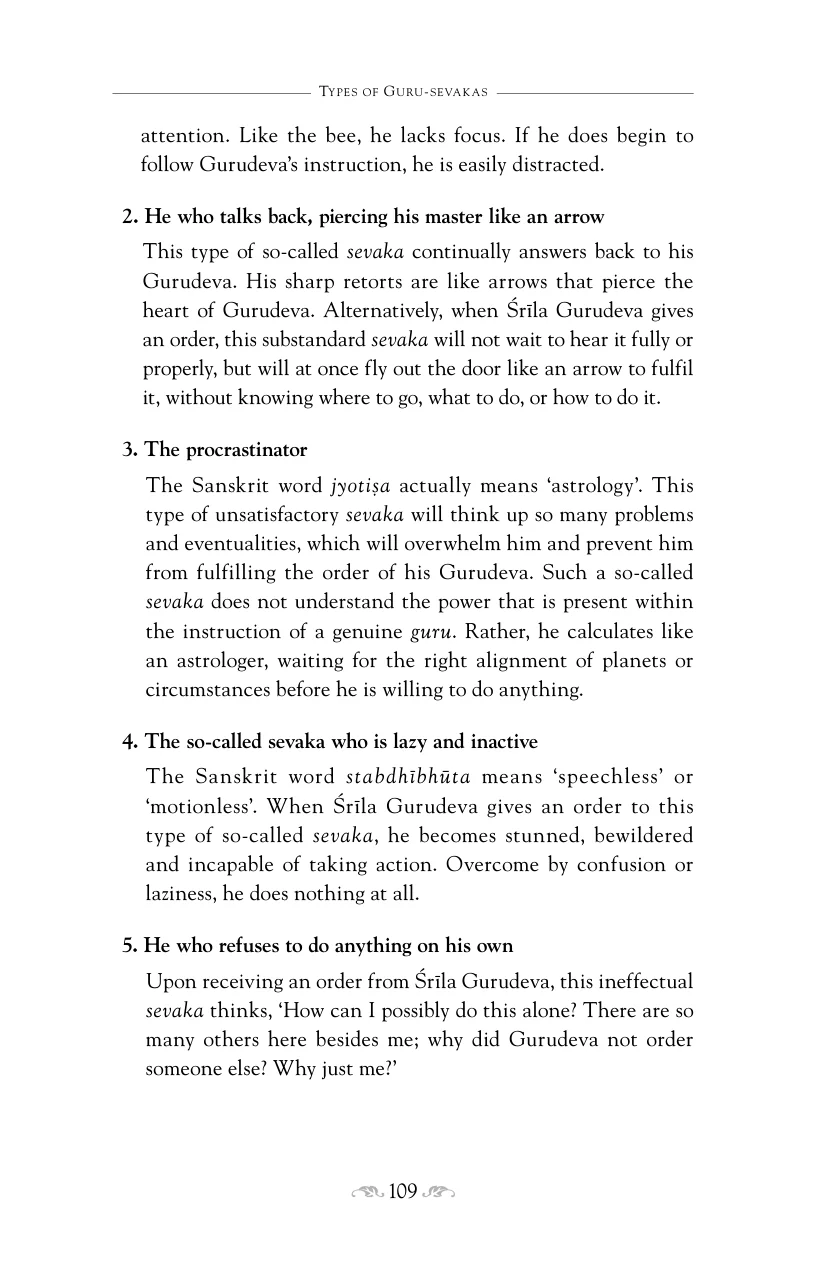 Types of Guru-sevakas
attention. Like the bee, he lacks focus. If he does begin to
follow Gurudeva’s instruction, he is easily distracted.
2. He who talks back, piercing his master like an arrow
This type of so-called sevaka continually answers back to his
Gurudeva. His sharp retorts are like arrows that pierce the
heart of Gurudeva. Alternatively, when Śrīla Gurudeva gives
an order, this substandard sevaka will not wait to hear it fully or
properly, but will at once fly out the door like an arrow to fulfil
it, without knowing where to go, what to do, or how to do it.
3. The procrastinator
The Sanskrit word jyotiṣa actually means ‘astrology’. This
type of unsatisfactory sevaka will think up so many problems
and eventualities, which will overwhelm him and prevent him
from fulfilling the order of his Gurudeva. Such a so-called
sevaka does not understand the power that is present within
the instruction of a genuine guru. Rather, he calculates like
an astrologer, waiting for the right alignment of planets or
circumstances before he is willing to do anything.
4. The so-called sevaka who is lazy and inactive
The Sanskrit word stabdhībhūta means ‘speechless’ or
‘motionless’. When Śrīla Gurudeva gives an order to this
type of so-called sevaka, he becomes stunned, bewildered
and incapable of taking action. Overcome by confusion or
laziness, he does nothing at all.
5. He who refuses to do anything on his own
Upon receiving an order from Śrīla Gurudeva, this ineffectual
sevaka thinks, ‘How can I possibly do this alone? There are so
many others here besides me; why did Gurudeva not order
someone else? Why just me?’
109